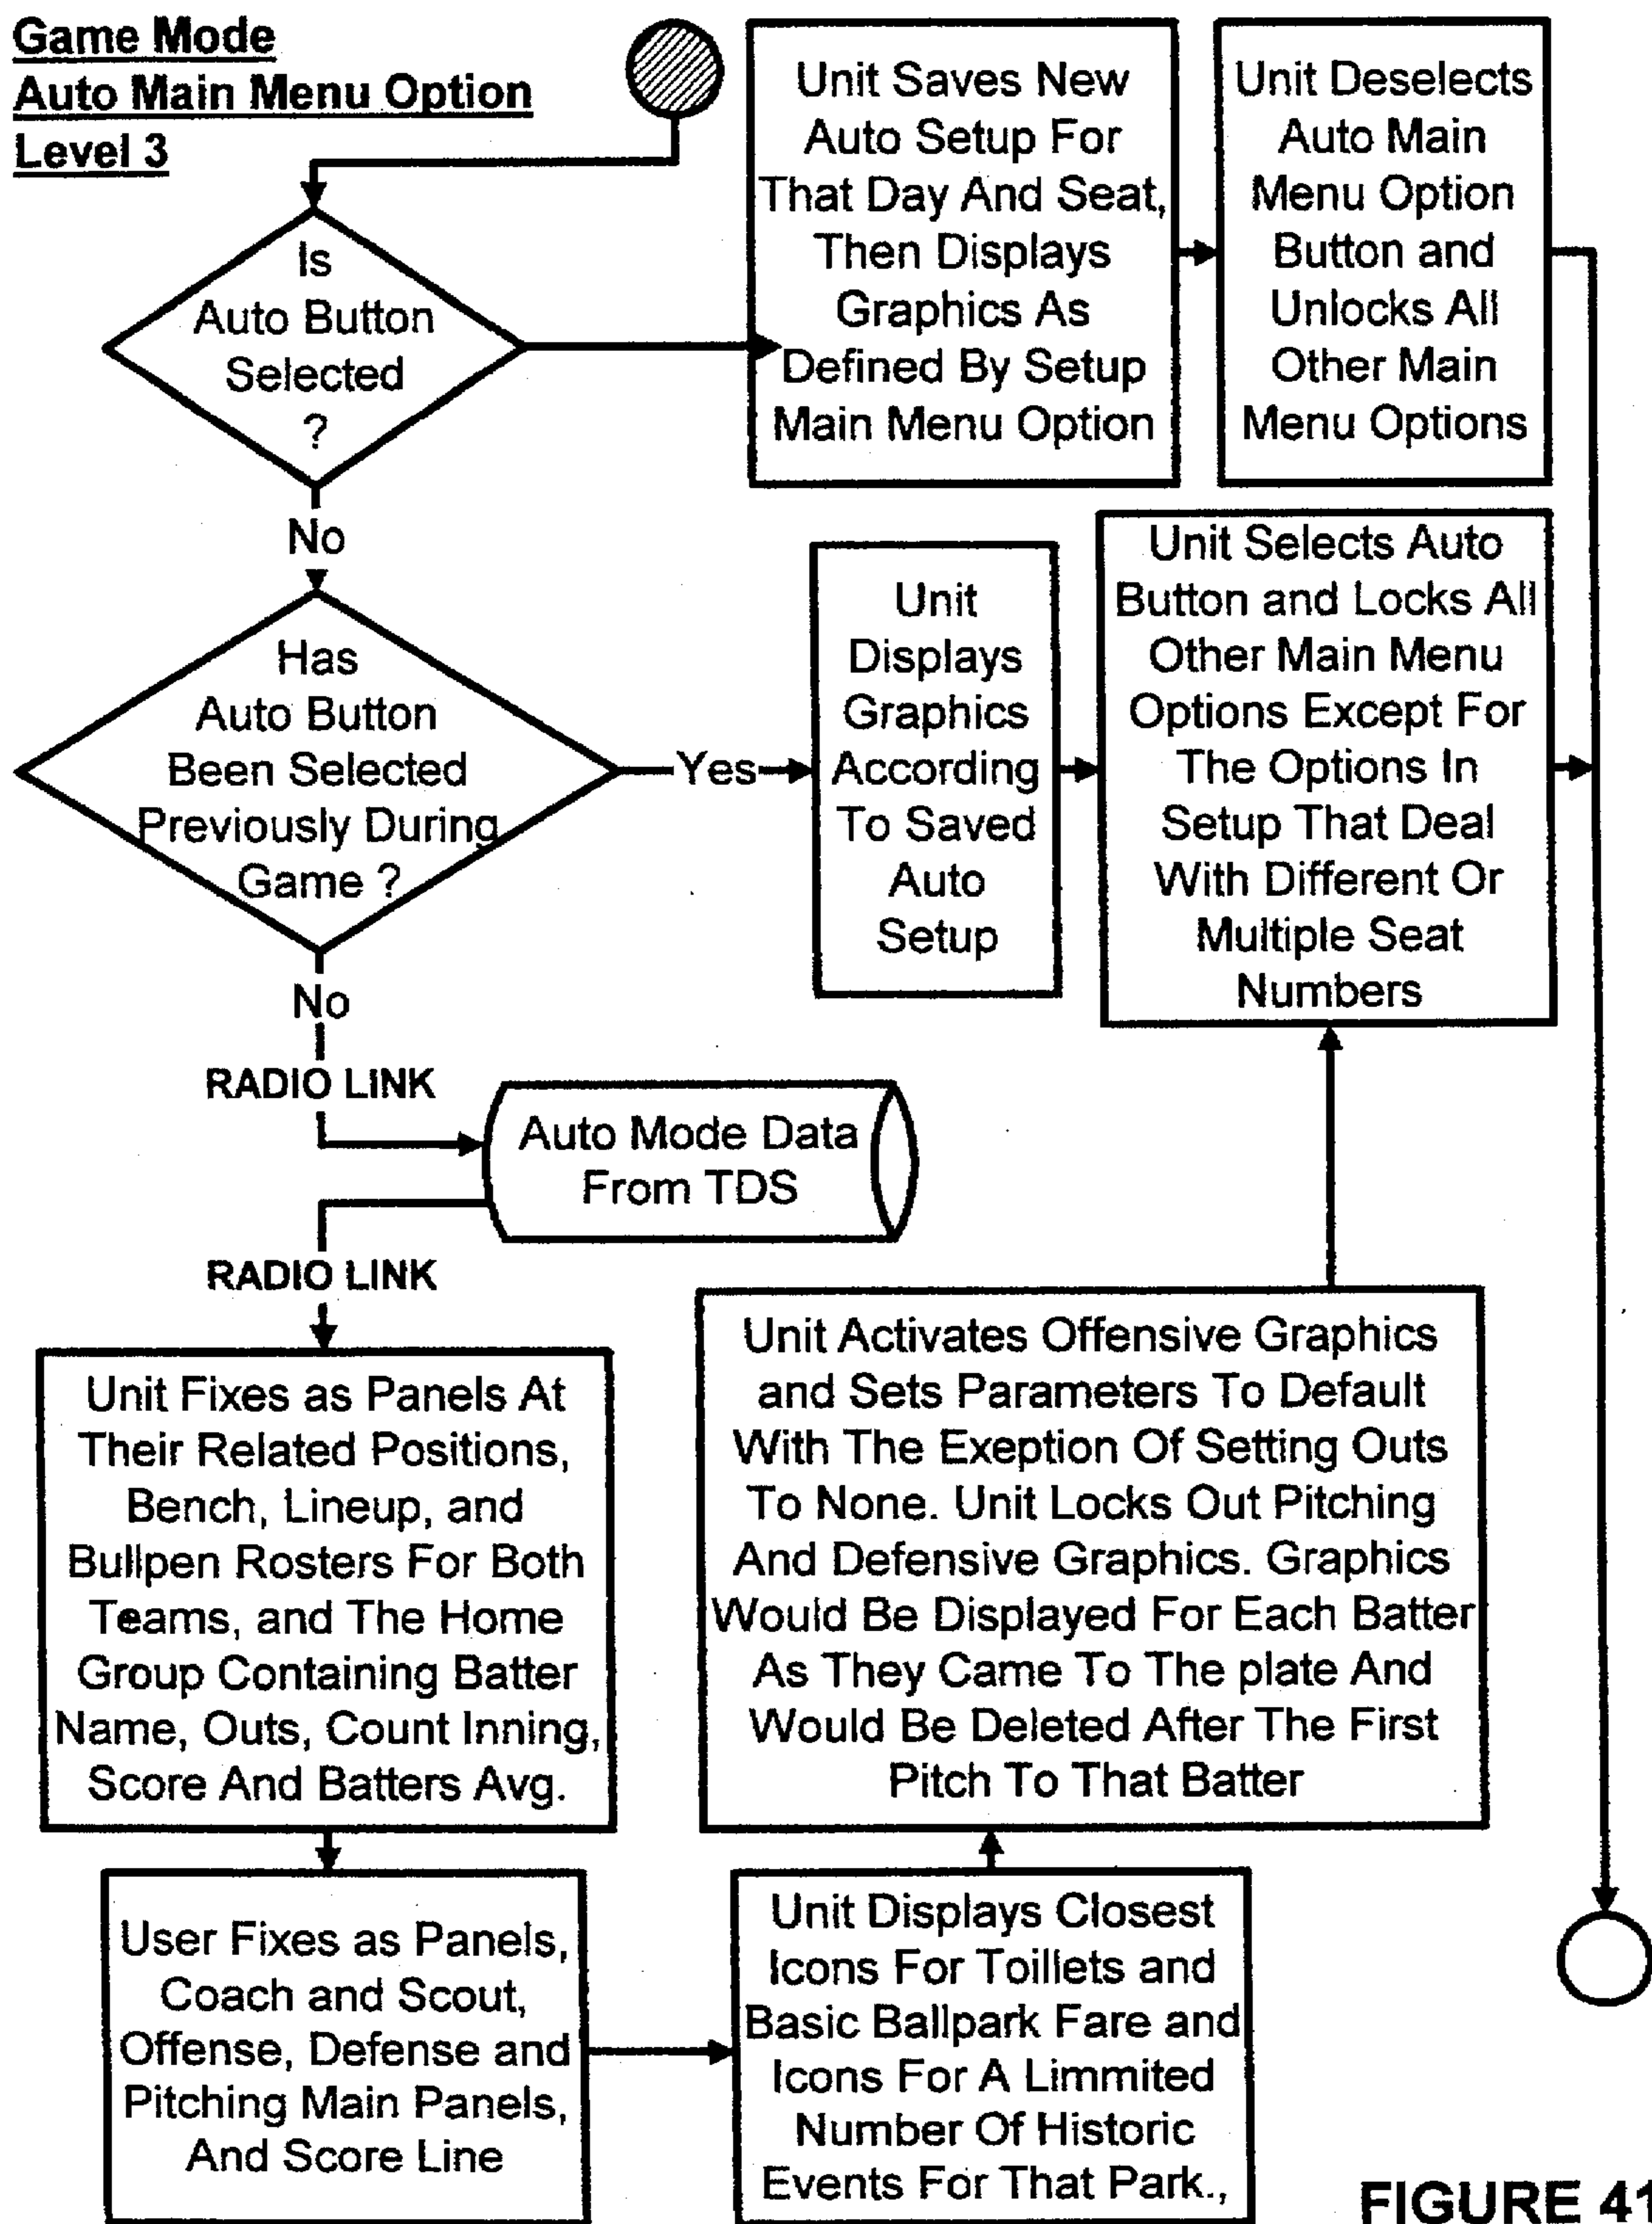 Game Mode
Auto Main Menu Option
Level 3
Is
Auto Button
Selected
?
Unit Saves New
Auto Setup For
That Day And Seat,
Then Displays
Graphics As
Defined By Setup
Main Menu Option
Unit Deselects
Auto Main
Menu Option
Button and
Unlocks All
Other Main
Menu Options
No
Has
Auto Button
Been Selected
Previously During
Game ?
Yes
Unit
Displays
Graphics
According
To Saved
Auto
Setup
Unit Selects Auto
Button and Locks All
Other Main Menu
Options Except For
The Options In
Setup That Deal
With Different Or
Multiple Seat
Numbers
No
RADIO LINK
Auto Mode Data
From TDS
RADIO LINK
Unit Fixes as Panels At
Their Related Positions,
Bench, Lineup, and
Bullpen Rosters For Both
Teams, and The Home
Group Containing Batter
Name, Outs, Count Inning,
Score And Batters Avg.
User Fixes as Panels,
Coach and Scout,
Offense, Defense and
Pitching Main Panels,
And Score Line
Unit Displays Closest
Icons For Toillets and
Basic Ballpark Fare and
Icons For A Limmited
Number Of Historic
Events For That Park.,
Unit Activates Offensive Graphics
and Sets Parameters To Default
With The Exeption Of Setting Outs
To None. Unit Locks Out Pitching
And Defensive Graphics. Graphics
Would Be Displayed For Each Batter
As They Came To The plate And
Would Be Deleted After The First
Pitch To That Batter
FIGURE 41